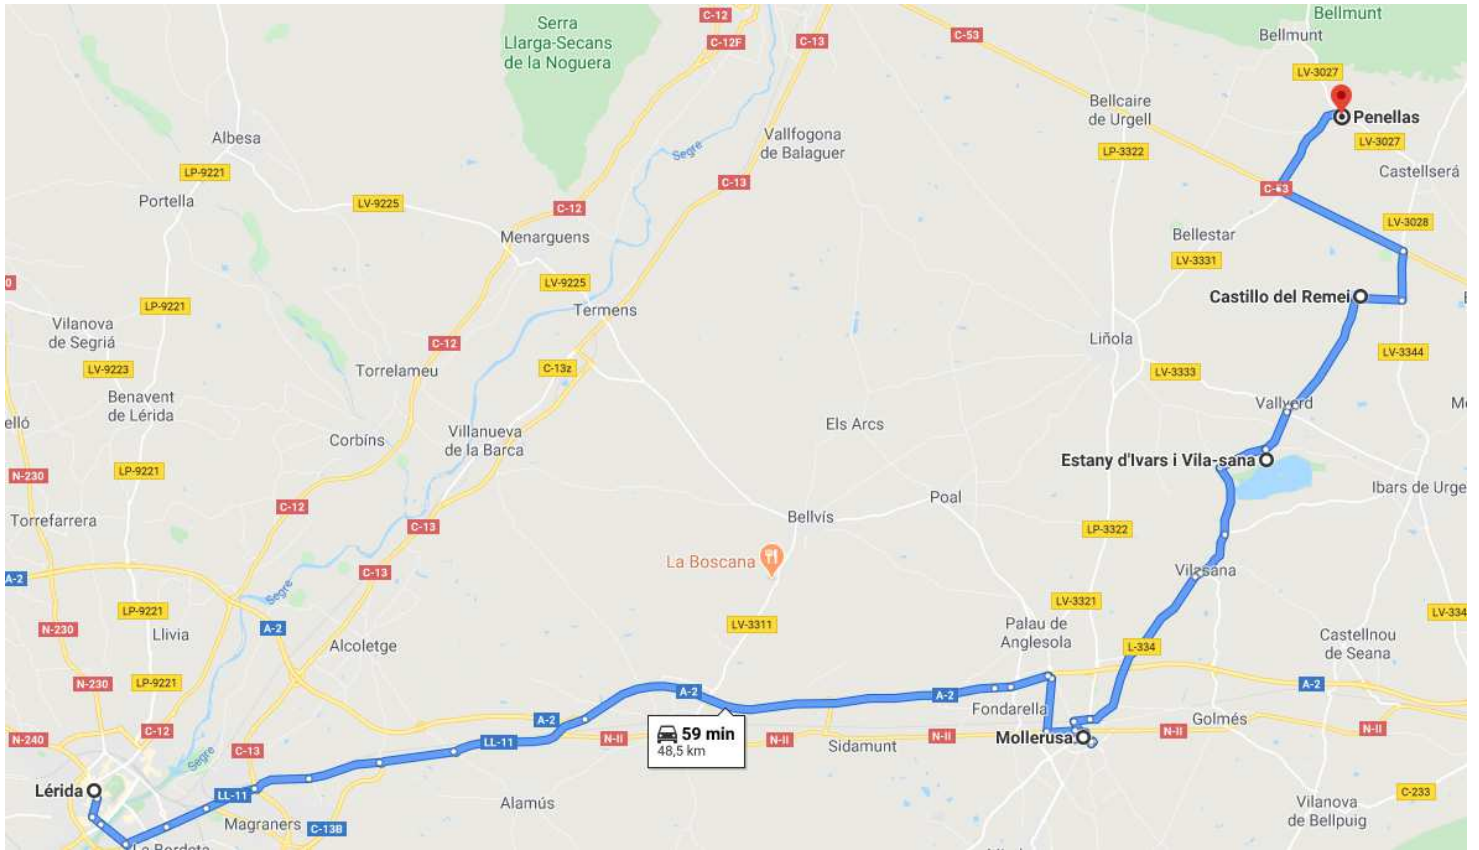 Serra
Llarga-Secans
de la Noguera
C-12
C-12F
C-13
C-53
Bellmunt
Bellmunt
LV-3027
Bellcaire
de Urgell
Penellas
LV-3027
Castellserá
LP-3322
Albesa
Vallfogona
de Balaguer
Segre
LP-9221
C-13
Portella
LV-9225
C-12
Menarguens
LV-3028
Bellestar
LV-3331
LV-9225
Castillo del Remei
LP-9221
Termens
Vilanova
de Segriá
Liñola
C-12
LV-3344
LV-9223
Torrelameu
C-13z
LV-3333
Benavent
de Lérida
Vallverd
Els Arcs
Villanueva
de la Barca
Corbíns
Estany d'Ivars i Vila-sana
N-230
LP-9221
Ibars de Urge
Poal
C-12
Bellvís
Torrefarrera
C-13
LP-3322
La Boscana
Vilasana
A-2
C-13
Segre
LV-3321
LP-9221
LV-334
LV-3311
N-230
A-2
Llivia
Palau de
Anglesola
Castellnou
de Seana
Alcoletge
L-334
N-230
LP-9221
A-2
A-2
A-2
Fondarella
A-2
Golmés
C-12
59 min
48,5 km
N-240
C-13
LL-11
N-II
N-II
N-II
Mollerusa
N-II
N-II
Sidamunt
Segre
Lérida
LL-11
Alamús
C-233
Magraners
C-13B
Vilanova
de Bellpuig